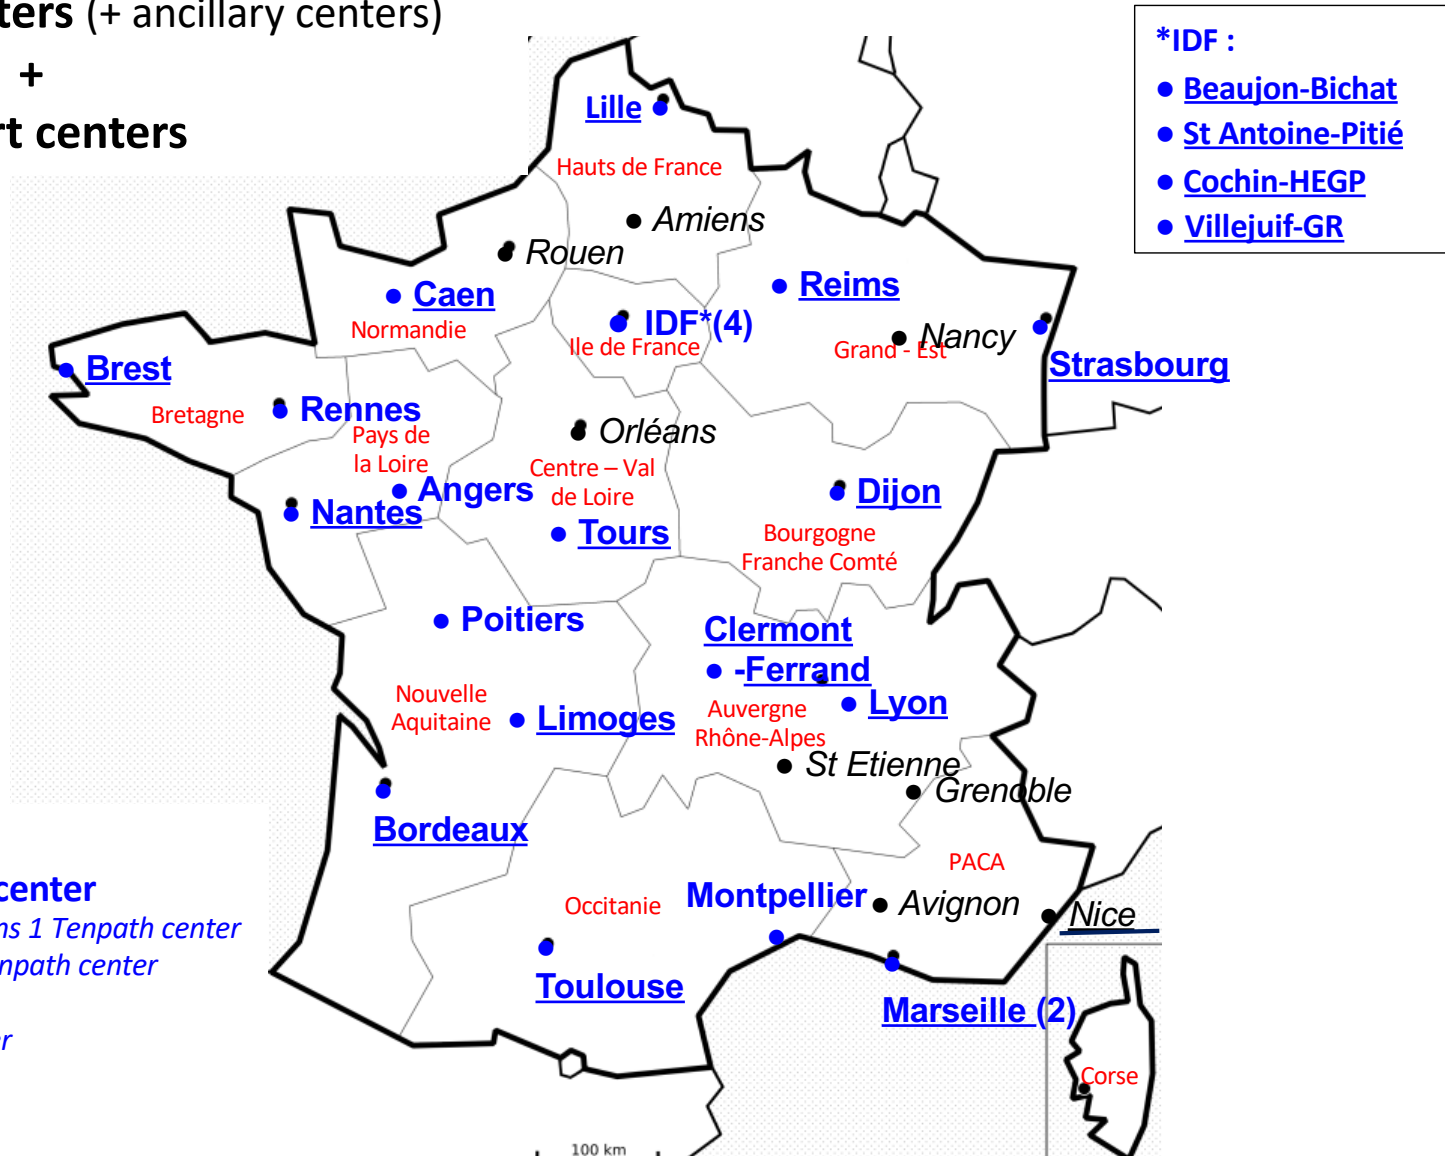 ters (+ ancillary centers)
+
rt centers
*IDF :
• Beaujon-Bichat
• St Antoine-Pitié
• Cochin-HEGP
• Villejuif-GR
Lille
Hauts de France
Amiens
Rouen
Reims
Caen
IDF*(4)
Normandie
Ile de France
Grand - Est
Nancy
Strasbourg
Brest
Rennes
Bretagne
Pays de
la Loire
Orléans
Centre – Val
de Loire
Angers
Nantes
Dijon
Tours
Bourgogne
Franche Comté
Poitiers
Clermont
-Ferrand
Nouvelle
Aquitaine
Limoges
Lyon
Auvergne
Rhône-Alpes
St Etienne
Grenoble
Bordeaux
PACA
center
ns 1 Tenpath center
npath center
er
Occitanie
Montpellier
Avignon
Nice
Toulouse
Marseille (2)
Corse
100 km